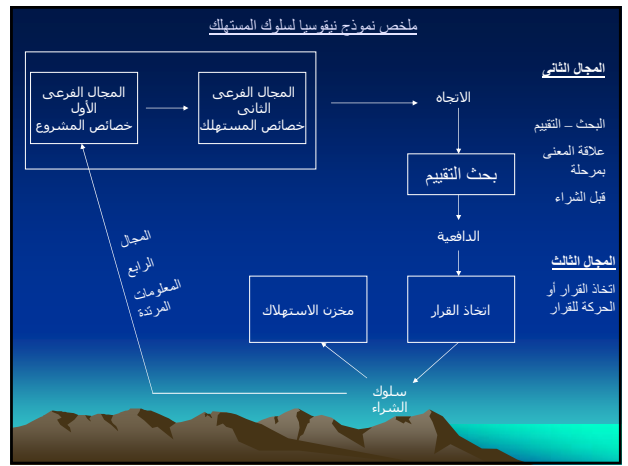 ملخص نموذج نيقوسيا لسلوك المستهلك
المجال الفرعى
الأول
خصائص المشروع
المجال الفرعى
الثانى
خصائص المستهلك
الاتجاه
المجال الثانى
البحث – التقييم
علاقة المعنى
بمرحلة
قبل الشراء
بحث التقييم
الدافعية
المجال الثالث
اتخاذ القرار أو
الحركة للقرار
اتخاذ القرار
مخزن الاستهلاك
سلوك
الشراء
المجال
الرابع
المعلومات
المرتدة